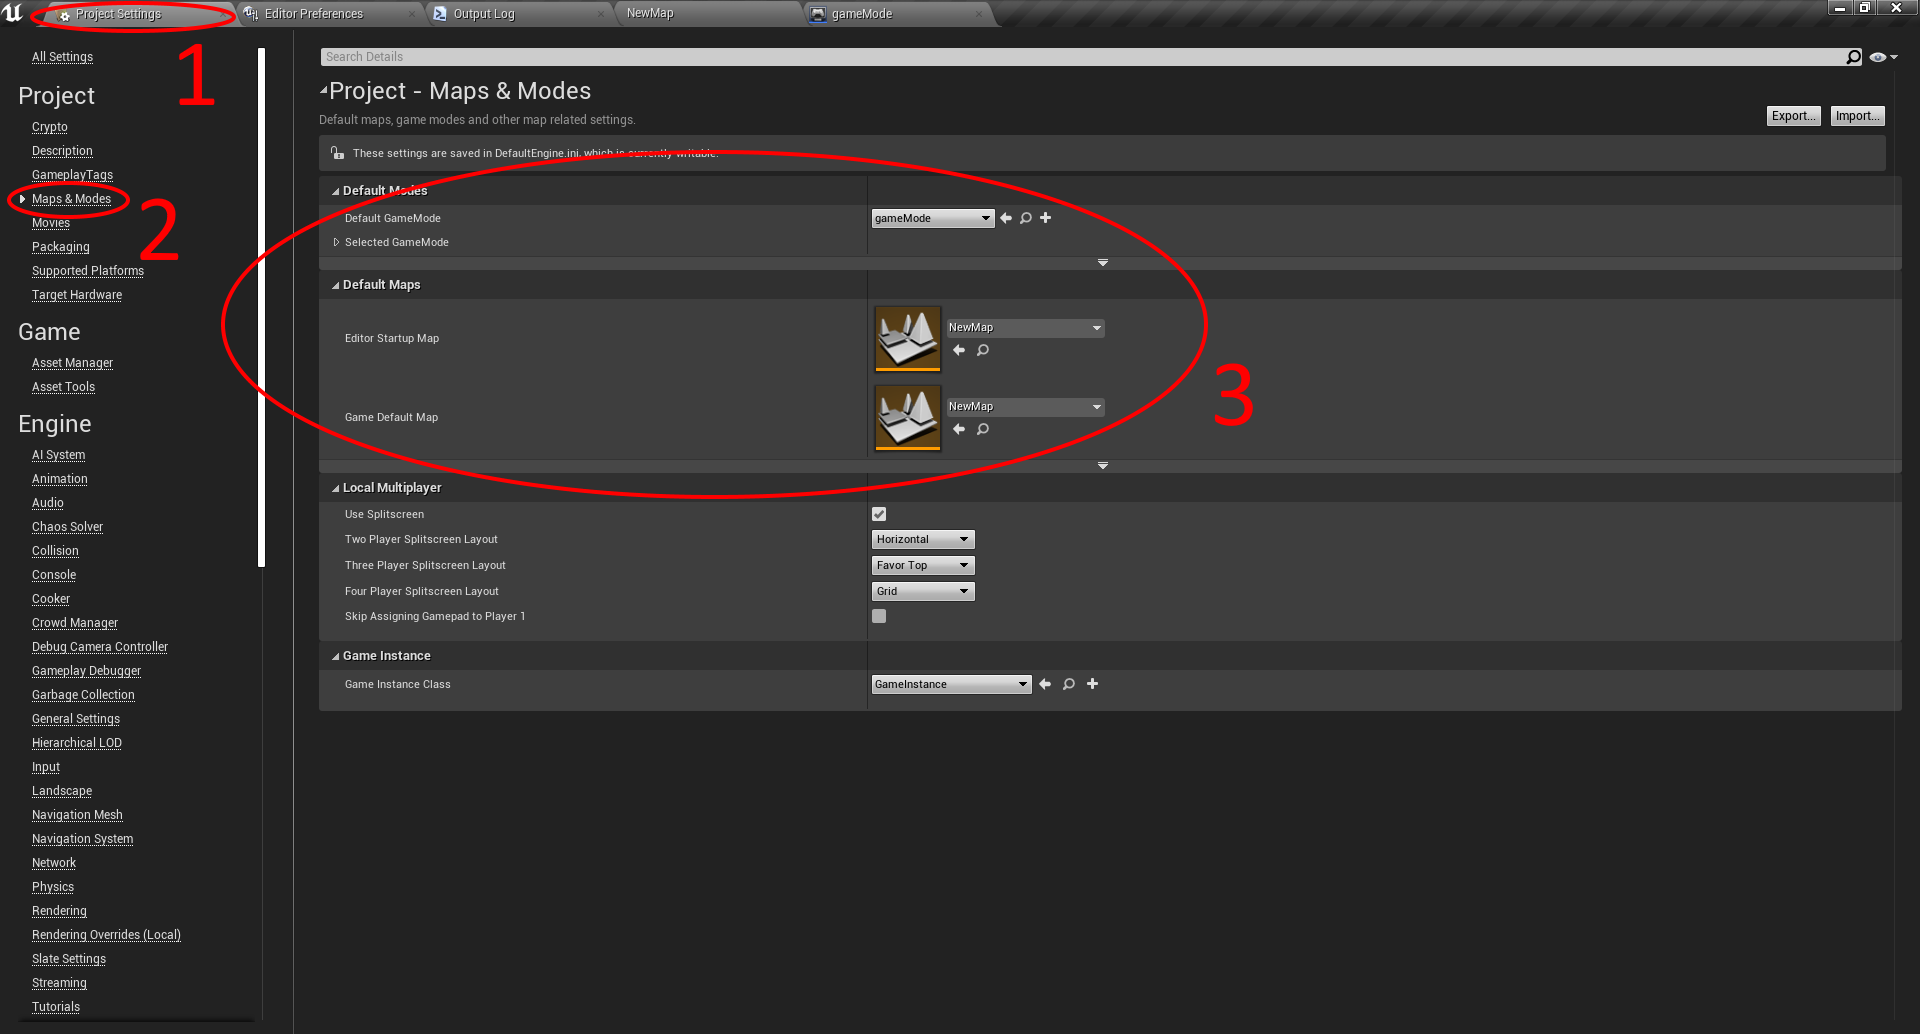 Project Settings
Editor Preferences
Output Log
NewMap
gameMode
1
All Settings
Project
Crypto
Description
GameplayTags
Maps & Modes
2
Movies
Packaging
Supported Platforms
Target Hardware
Game
Asset Manager
Asset Tools
Engine
AI System
Animation
Audio
Chaos Solver
Collision
Console
Cooker
Crowd Manager
Debug Camera Controller
Gameplay Debugger
Garbage Collection
General Settings
Hierarchical LOD
Input
Landscape
Navigation Mesh
Navigation System
Network
Physics
Rendering
Rendering Overrides (Local)
Slate Settings
Streaming
Tutorials
Search Details
Project - Maps & Modes
Default maps, game modes and other map related settings.
Export...
Import...
These settings are saved in DefaultEngine.ini, which is currently writable.
Default Modes
Default GameMode
gameMode
Selected GameMode
Default Maps
Editor Startup Map
NewMap
Game Default Map
NewMap
3
Local Multiplayer
Use Splitscreen
Two Player Splitscreen Layout
Horizontal
Three Player Splitscreen Layout
Favor Top
Four Player Splitscreen Layout
Grid
Skip Assigning Gamepad to Player 1
Game Instance
Game Instance Class
GameInstance